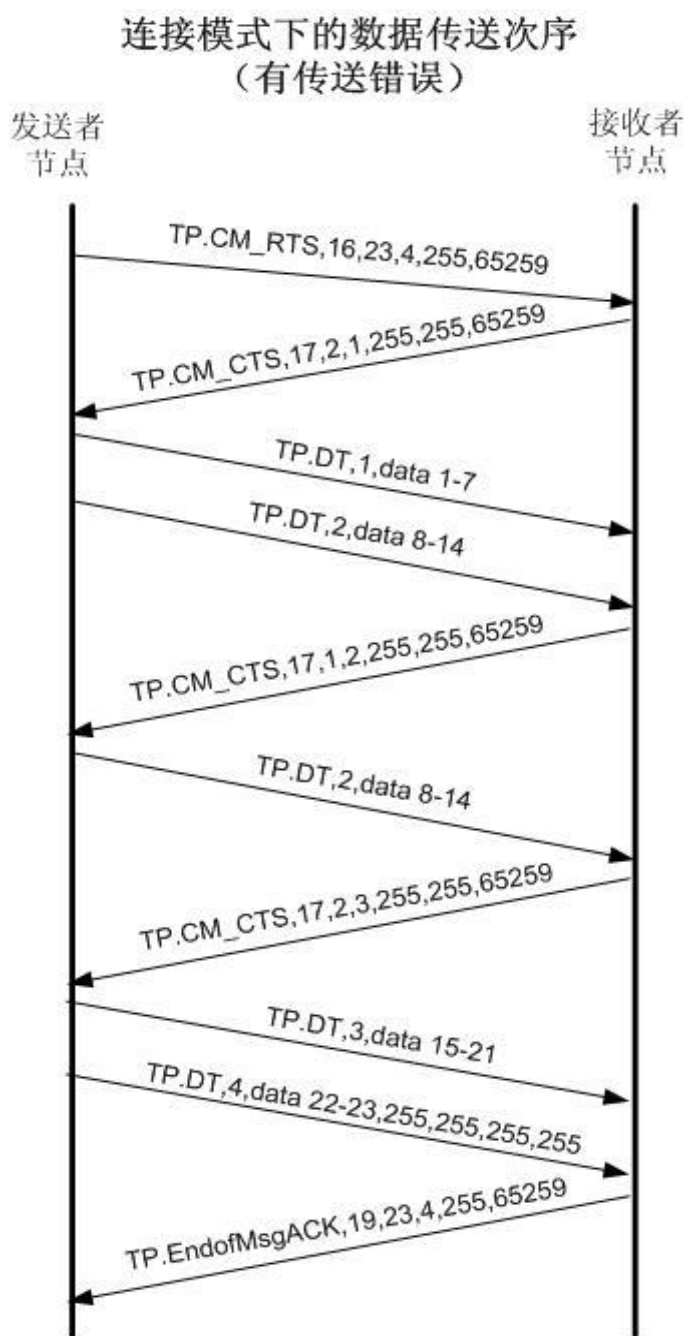 连接模式下的数据传送次序
（有传送错误）
发送者
节点
接收者
节点
TP.CM_RTS,16,23,4,255,65259
TP.CM_CTS,17,2,1,255,255,65259
TP.DT,1,data 1-7
TP.DT,2,data 8-14
TP.CM_CTS,17,1,2,255,255,65259
TP.DT,2,data 8-14
TP.CM_CTS,17,2,3,255,255,65259
TP.DT,3,data 15-21
TP.DT,4,data 22-23,255,255,255,255
TP.EndofMsgACK,19,23,4,255,65259